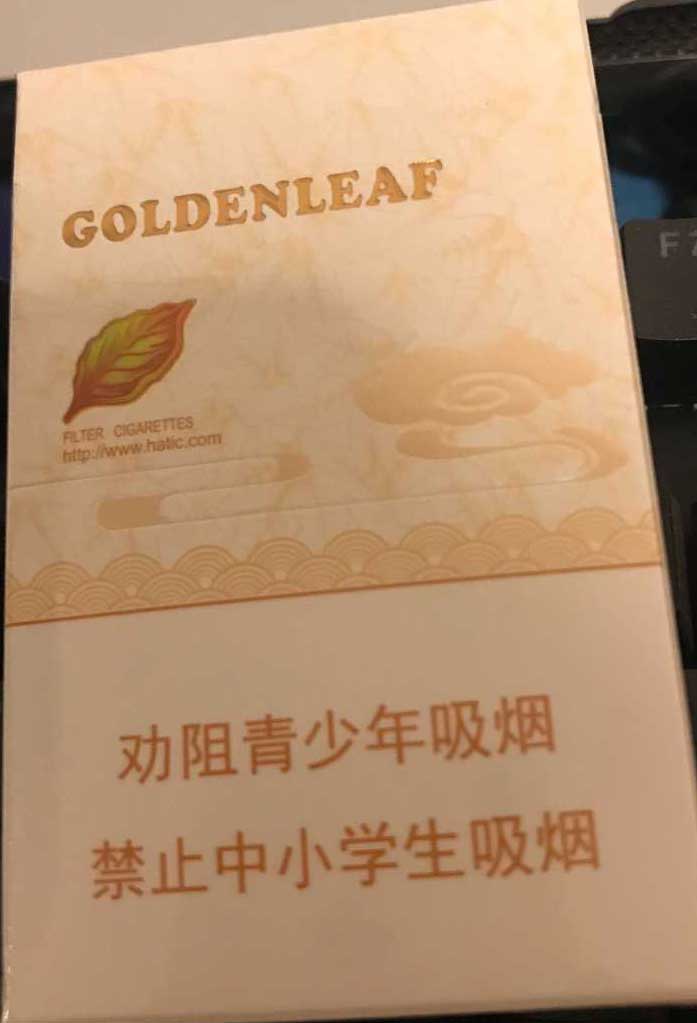 GOLDENLEAF
FILTER CIGARETTES
http://www.hatic.com
劝阻青少年吸烟
禁止中小学生吸烟